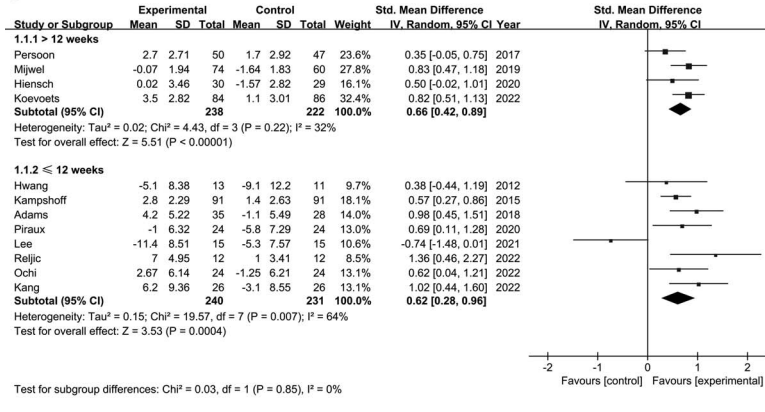 Experimental Control Std. Mean Difference Std. Mean Difference
Study or Subgroup Mean SD Total Mean SD Total Weight IV, Random, 95% CI Year IV, Random, 95% CI
1.1.1 > 12 weeks
Persoon 2.7 2.71 50 1.7 2.92 47 23.6% 0.35 [-0.05, 0.75] 2017
Mijwel -0.07 1.94 74 -1.64 1.83 60 27.8% 0.83 [0.47, 1.18] 2019
Hiensch 0.02 3.46 30 -1.57 2.82 29 16.2% 0.50 [-0.02, 1.01] 2020
Koevoets 3.5 2.82 84 1.1 3.01 86 32.4% 0.82 [0.51, 1.13] 2022
Subtotal (95% CI) 238 222 100.0% 0.66 [0.42, 0.89]
Heterogeneity: Tau² = 0.02; Chi² = 4.43, df = 3 (P = 0.22); I² = 32%
Test for overall effect: Z = 5.51 (P < 0.00001)
1.1.2 ≤ 12 weeks
Hwang -5.1 8.38 13 -9.1 12.2 11 9.7% 0.38 [-0.44, 1.19] 2012
Kampshoff 2.8 2.29 91 1.4 2.63 91 18.1% 0.57 [0.27, 0.86] 2015
Adams 4.2 5.22 35 -1.1 5.49 28 14.4% 0.98 [0.45, 1.51] 2018
Piraux -1 6.32 24 -5.8 7.29 24 13.6% 0.69 [0.11, 1.28] 2020
Lee -11.4 8.51 15 -5.3 7.57 15 10.8% -0.74 [-1.48, 0.01] 2021
Reljic 7 4.95 12 1 3.41 12 8.5% 1.36 [0.46, 2.27] 2022
Ochi 2.67 6.14 24 -1.25 6.21 24 13.6% 0.62 [0.04, 1.21] 2022
Kang 6.2 9.36 26 -3.1 8.55 26 13.6% 1.02 [0.44, 1.60] 2022
Subtotal (95% CI) 240 231 100.0% 0.62 [0.28, 0.96]
Heterogeneity: Tau² = 0.15; Chi² = 19.57, df = 7 (P = 0.007); I² = 64%
Test for overall effect: Z = 3.53 (P = 0.0004)
-2 -1 0 1 2
Favours [control] Favours [experimental]
Test for subgroup differences: Chi² = 0.03, df = 1 (P = 0.85), I² = 0%